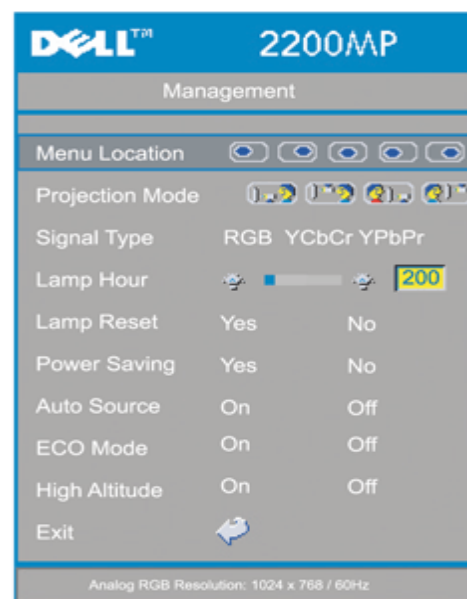 DELL™ 2200MP
Management
Menu Location
Projection Mode
Signal Type RGB YCbCr YPbPr
Lamp Hour 200
Lamp Reset Yes No
Power Saving Yes No
Auto Source On Off
ECO Mode On Off
High Altitude On Off
Exit
Analog RGB Resolution: 1024 x 768 / 60Hz